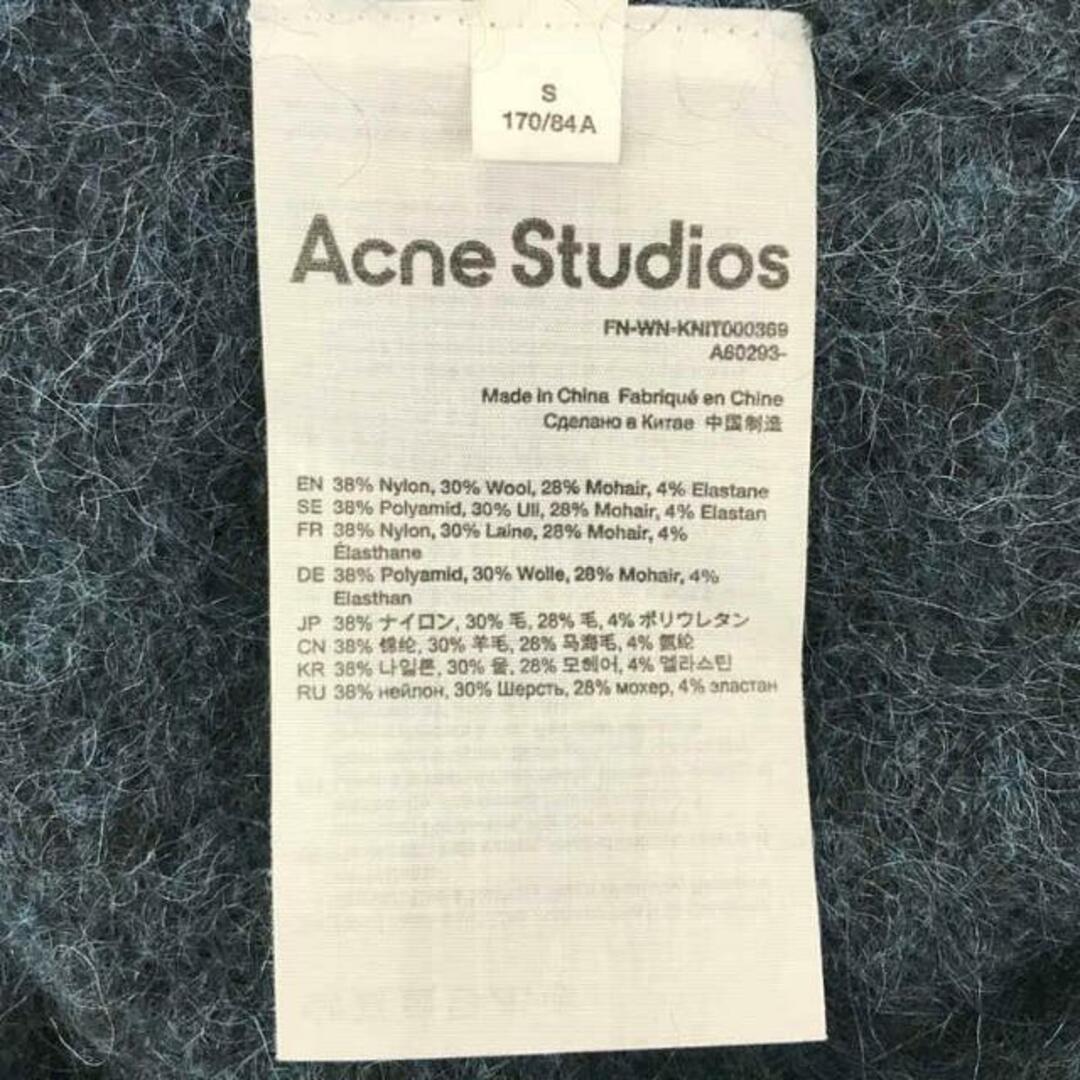 S
170/84A
Acne Studios
FN-WN-KNIT000369
A60293-
Made in China Fabriqué en Chine
Сделано в Китае 中国制造
EN 38% Nylon, 30% Wool, 28% Mohair, 4% Elastane
SE 38% Polyamid, 30% Ull, 28% Mohair, 4% Elastan
FR 38% Nylon, 30% Laine, 28% Mohair, 4%
Élasthane
DE 38% Polyamid, 30% Wolle, 28% Mohair, 4%
Elasthan
JP 38% ナイロン, 30% 毛, 28% 毛, 4% ポリウレタン
CN 38% 锦纶, 30% 羊毛, 28% 马海毛, 4% 氨纶
KR 38% 나일론, 30% 울, 28% 모헤어, 4% 엘라스틴
RU 38% нейлон, 30% Шерсть, 28% мохер, 4% эластан